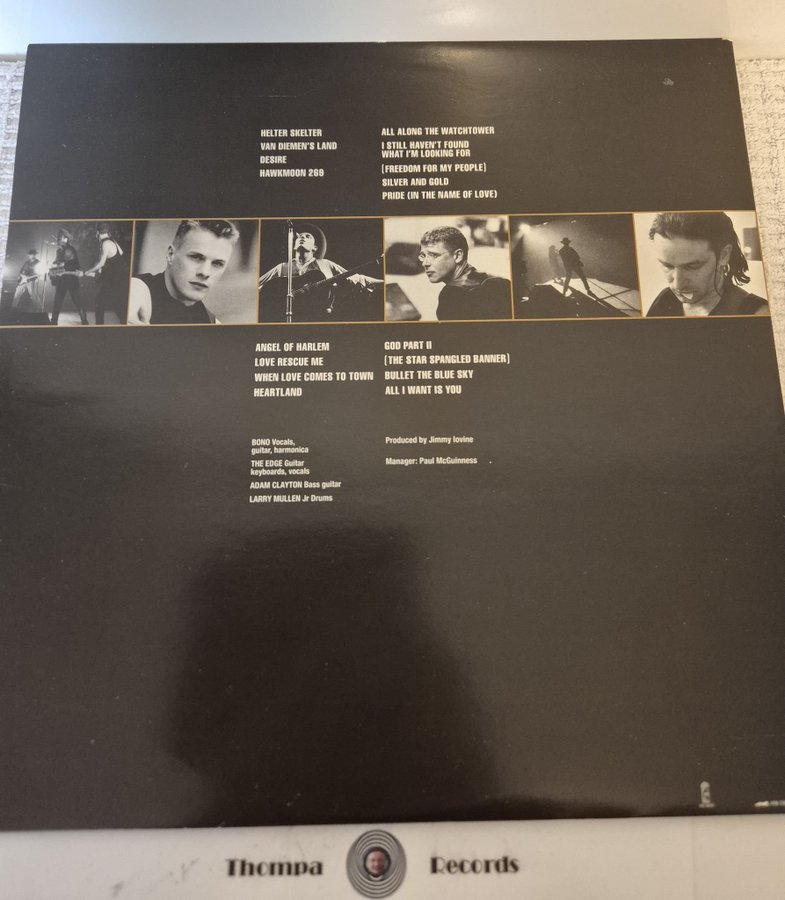 HELTER SKELTER
VAN DIEMEN'S LAND
DESIRE
HAWKMOON 269
ALL ALONG THE WATCHTOWER
I STILL HAVEN'T FOUND
WHAT I'M LOOKING FOR
(FREEDOM FOR MY PEOPLE)
SILVER AND GOLD
PRIDE (IN THE NAME OF LOVE)
ANGEL OF HARLEM
LOVE RESCUE ME
WHEN LOVE COMES TO TOWN
HEARTLAND
GOD PART II
(THE STAR SPANGLED BANNER)
BULLET THE BLUE SKY
ALL I WANT IS YOU
BONO Vocals,
guitar, harmonica
THE EDGE Guitar
keyboards, vocals
ADAM CLAYTON Bass guitar
LARRY MULLEN Jr Drums
Produced by Jimmy Iovine
Manager: Paul McGuinness
Thompa Records